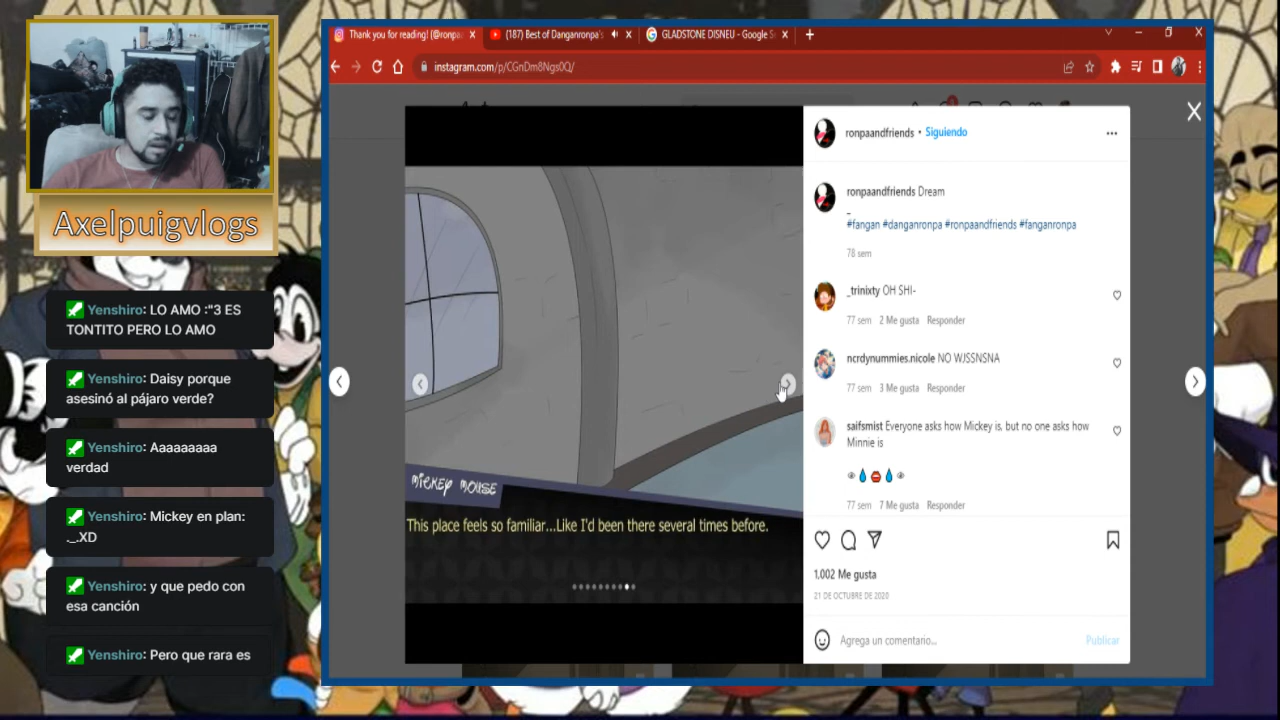 Thank you for reading! (@ronpa
(187) Best of Danganronpa's
GLADSTONE DISNEU - Google S
instagram.com/p/CGnDm8Ngs0Q/
Axelpuigvlogs
Yenshiro: LO AMO :"3 ES
TONTITO PERO LO AMO
Yenshiro: Daisy porque
asesinó al pájaro verde?
Yenshiro: Aaaaaaaaa
verdad
Yenshiro: Mickey en plan:
._.XD
Yenshiro: y que pedo con
esa canción
Yenshiro: Pero que rara es
MICKEY MOUSE
This place feels so familiar...Like I'd been there several times before.
ronpaandfriends • Siguiendo
ronpaandfriends Dream
_
#fangan #danganronpa #ronpaandfriends #fanganronpa
78 sem
_trinixty OH SHI-
77 sem 2 Me gusta Responder
ncrdynummies.nicole NO WJSSNSNA
77 sem 3 Me gusta Responder
saifsmist Everyone asks how Mickey is, but no one asks how
Minnie is
👁💧👄💧👁
77 sem 7 Me gusta Responder
1.002 Me gusta
21 DE OCTUBRE DE 2020
Agrega un comentario... Publicar